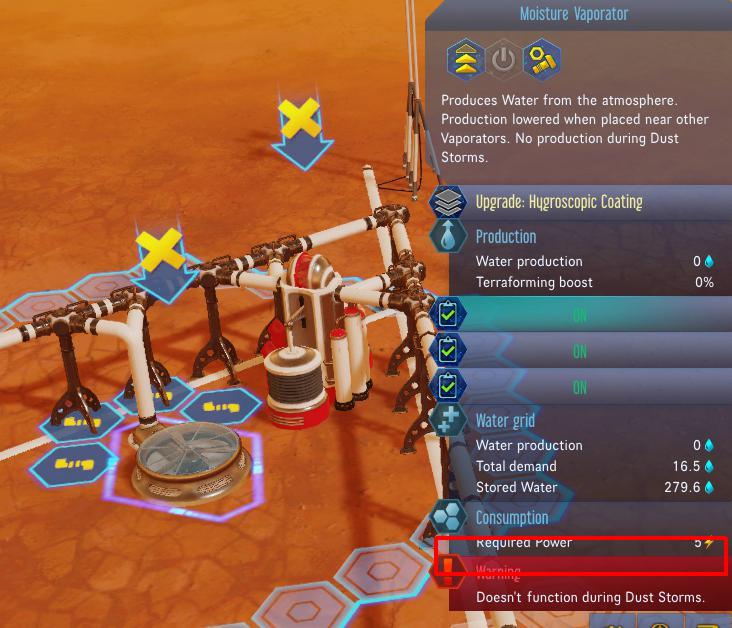 Moisture Vaporator
Produces Water from the atmosphere.
Production lowered when placed near other
Vaporators. No production during Dust
Storms.
Upgrade: Hygroscopic Coating
Production
Water production 0
Terraforming boost 0%
ON
ON
ON
Water grid
Water production 0
Total demand 16.5
Stored Water 279.6
Consumption
Required Power 5
Warning
Doesn't function during Dust Storms.